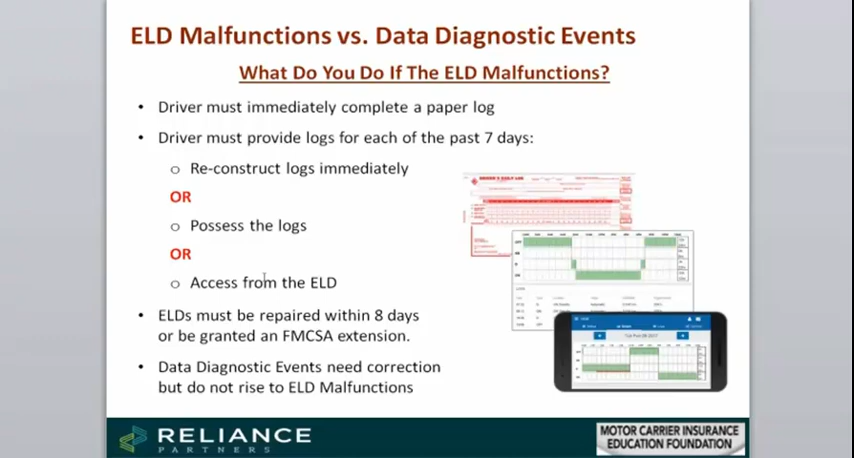 ELD Malfunctions vs. Data Diagnostic Events
What Do You Do If The ELD Malfunctions?
• Driver must immediately complete a paper log
• Driver must provide logs for each of the past 7 days:
o Re-construct logs immediately
OR
o Possess the logs
OR
o Access from the ELD
• ELDs must be repaired within 8 days
or be granted an FMCSA extension.
• Data Diagnostic Events need correction
but do not rise to ELD Malfunctions
DRIVER'S DAILY LOG
RELIANCE
PARTNERS
MOTOR CARRIER INSURANCE
EDUCATION FOUNDATION